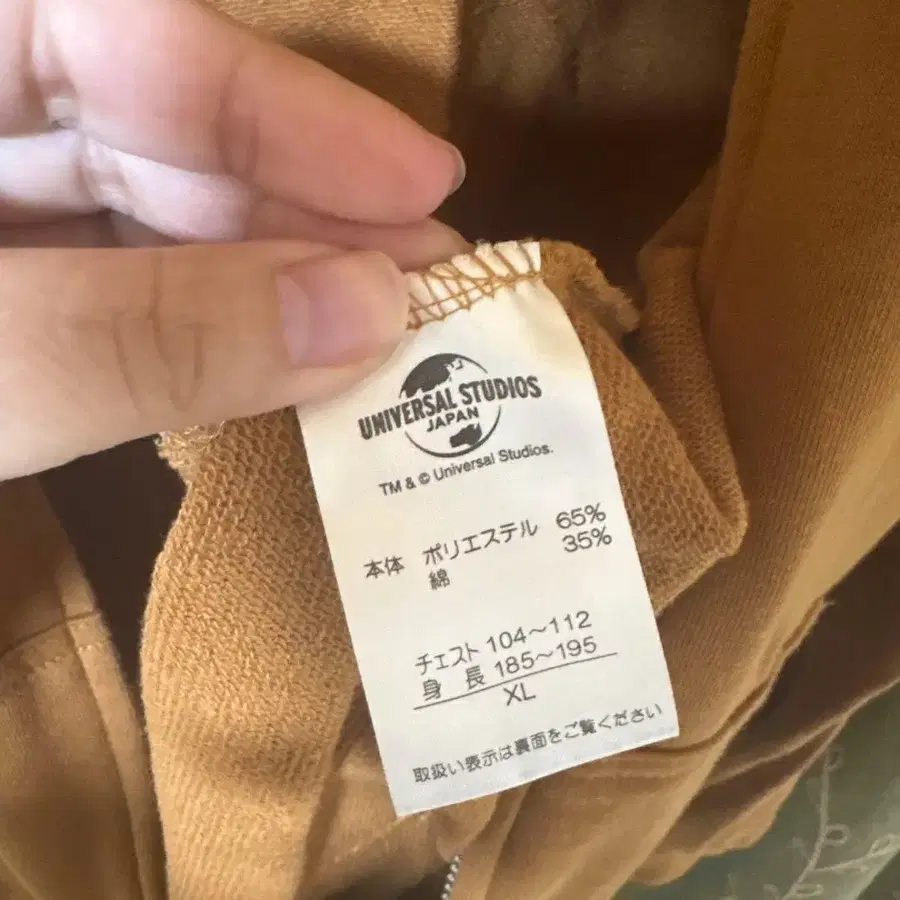 UNIVERSAL STUDIOS
JAPAN
TM & © Universal Studios.
本体 ポリエステル 65%
綿 35%
チェスト 104～112
身長 185～195
XL
取扱い表示は裏面をご覧ください